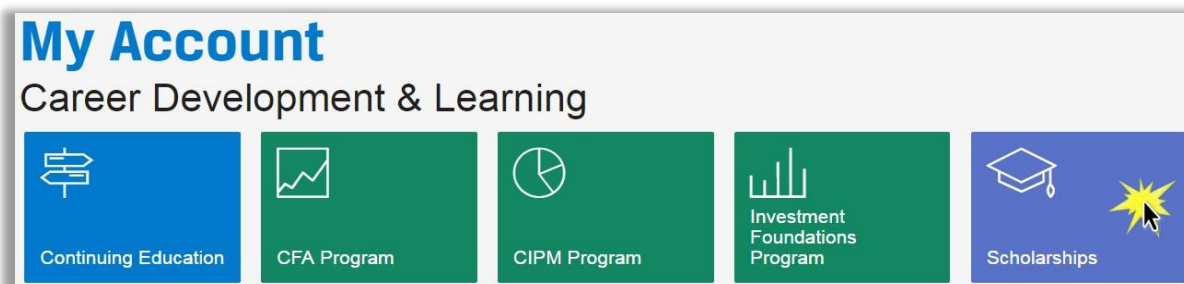 My Account
Career Development & Learning
Continuing Education
CFA Program
CIPM Program
Investment
Foundations
Program
Scholarships